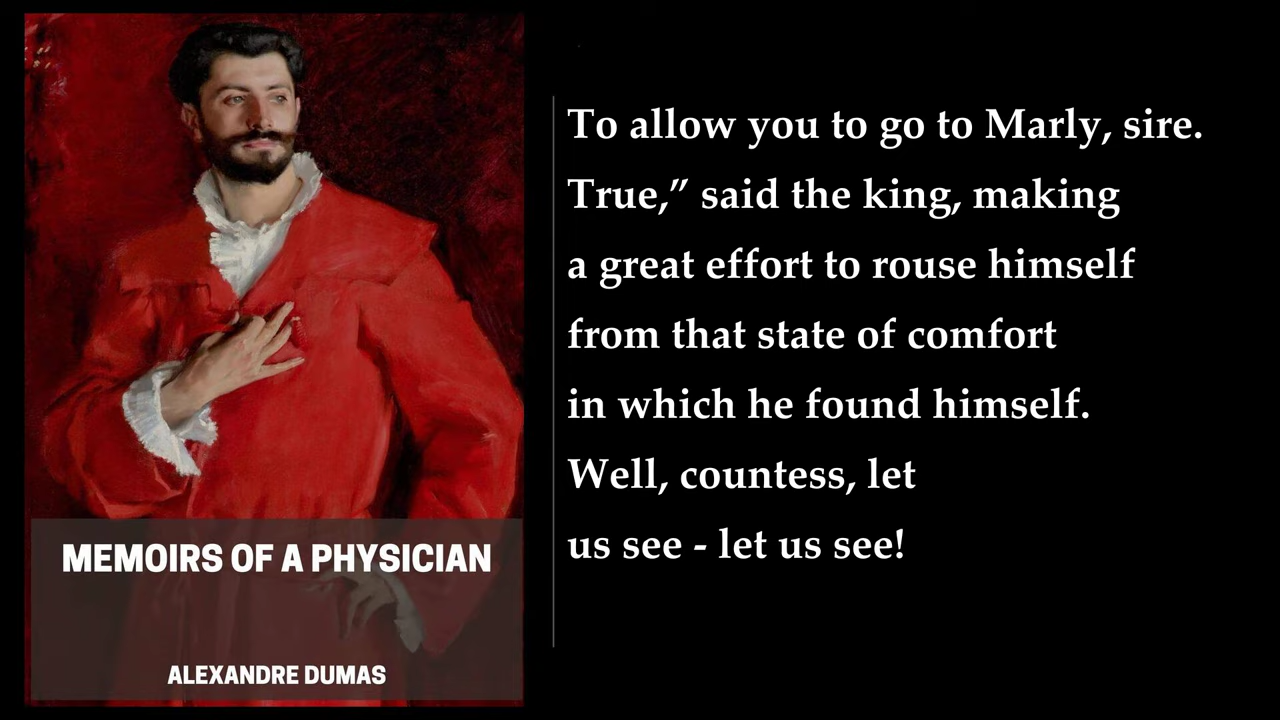 To allow you to go to Marly, sire.
True,” said the king, making
a great effort to rouse himself
from that state of comfort
in which he found himself.
Well, countess, let
us see - let us see!
MEMOIRS OF A PHYSICIAN
ALEXANDRE DUMAS